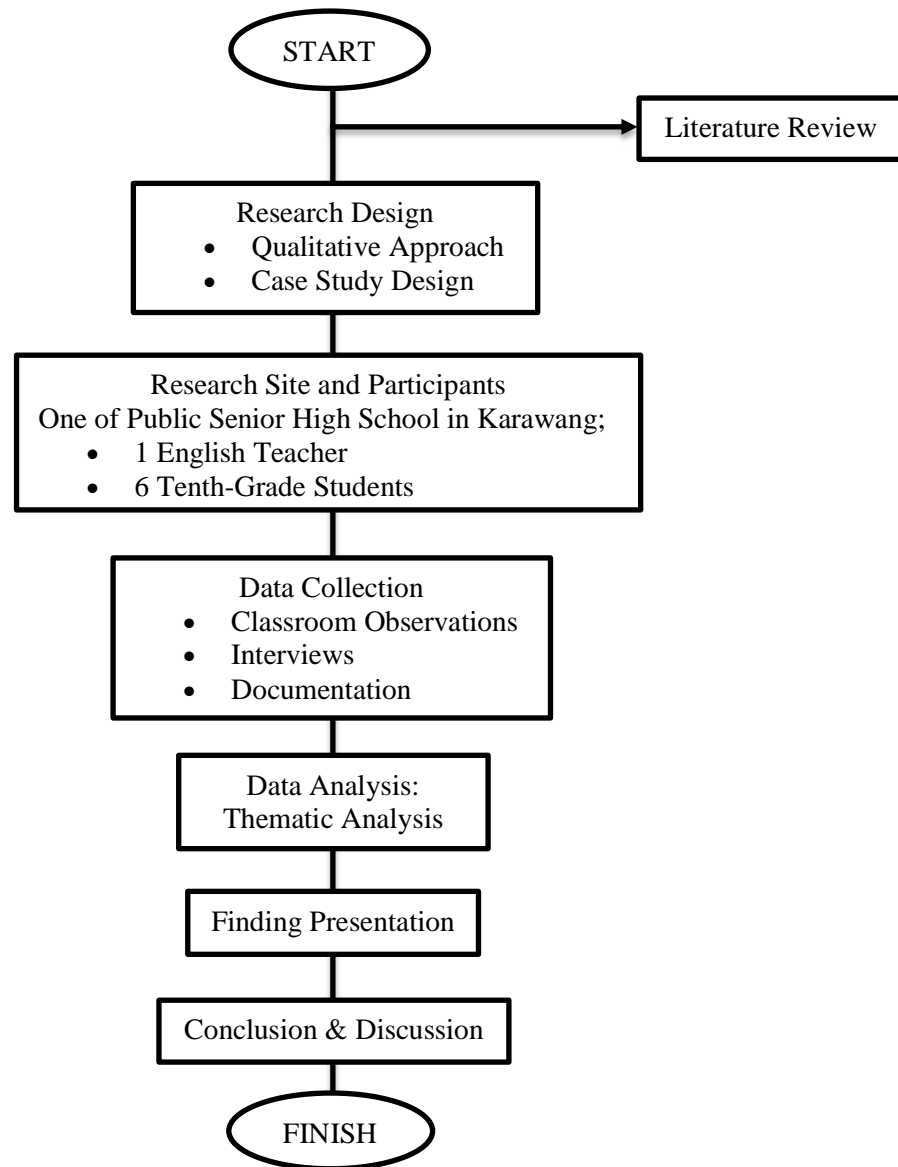 START
Literature Review
Research Design
• Qualitative Approach
• Case Study Design
Research Site and Participants
One of Public Senior High School in Karawang;
• 1 English Teacher
• 6 Tenth-Grade Students
Data Collection
• Classroom Observations
• Interviews
• Documentation
Data Analysis:
Thematic Analysis
Finding Presentation
Conclusion & Discussion
FINISH